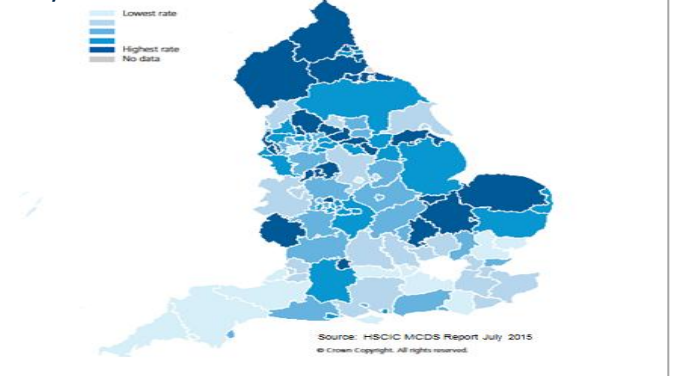 Lowest rate
Highest rate
No data
Source: HSCIC MCDS Report July 2015
© Crown Copyright. All rights reserved.